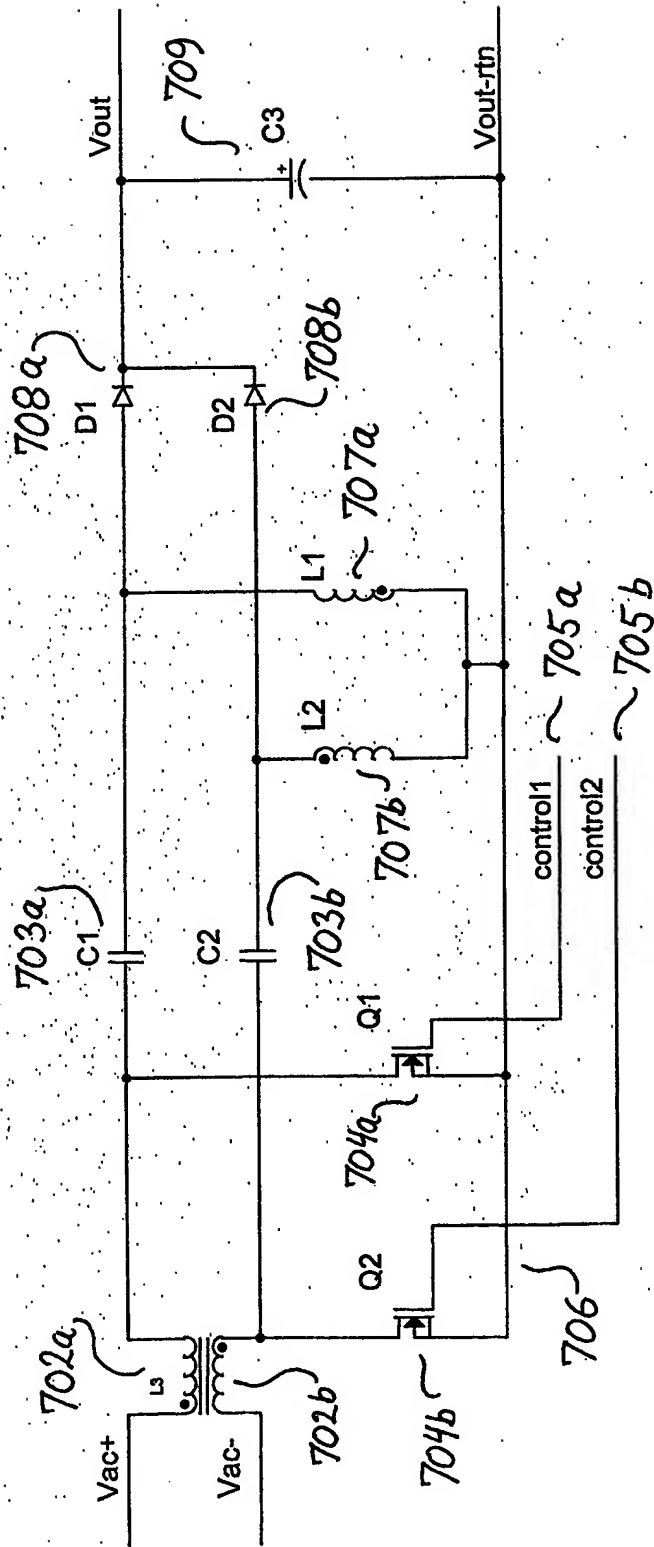 Vac+
Vac-
702a
L3
702b
704b
Q2
706
704a
Q1
703a
C1
C2
703b
control1
control2
705a
705b
L2
707b
L1
707a
708a
D1
D2
708b
709
C3
+
Vout
Vout-rtn